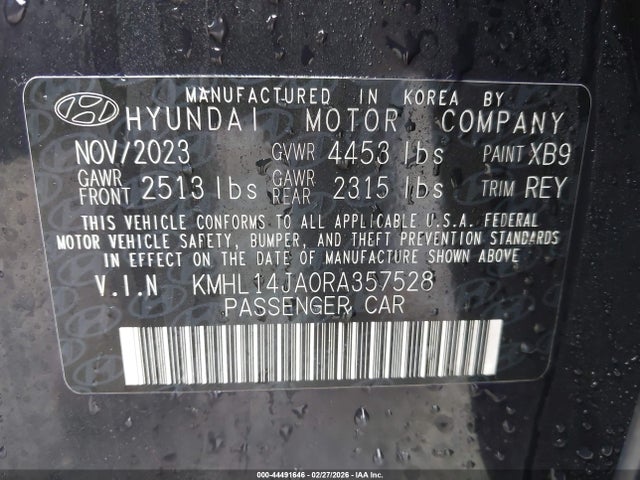 MANUFACTURED IN KOREA BY
HYUNDAI MOTOR COMPANY
NOV/2023 GVWR 4453 lbs PAINT XB9
GAWR FRONT 2513 lbs GAWR REAR 2315 lbs TRIM REY
THIS VEHICLE CONFORMS TO ALL APPLICABLE U.S.A. FEDERAL
MOTOR VEHICLE SAFETY, BUMPER, AND THEFT PREVENTION STANDARDS
IN EFFECT ON THE DATE OF MANUFACTURE SHOWN ABOVE
V.I.N KMHL14JA0RA357528
PASSENGER CAR
000-44491646 - 02/27/2026 - IAA Inc.